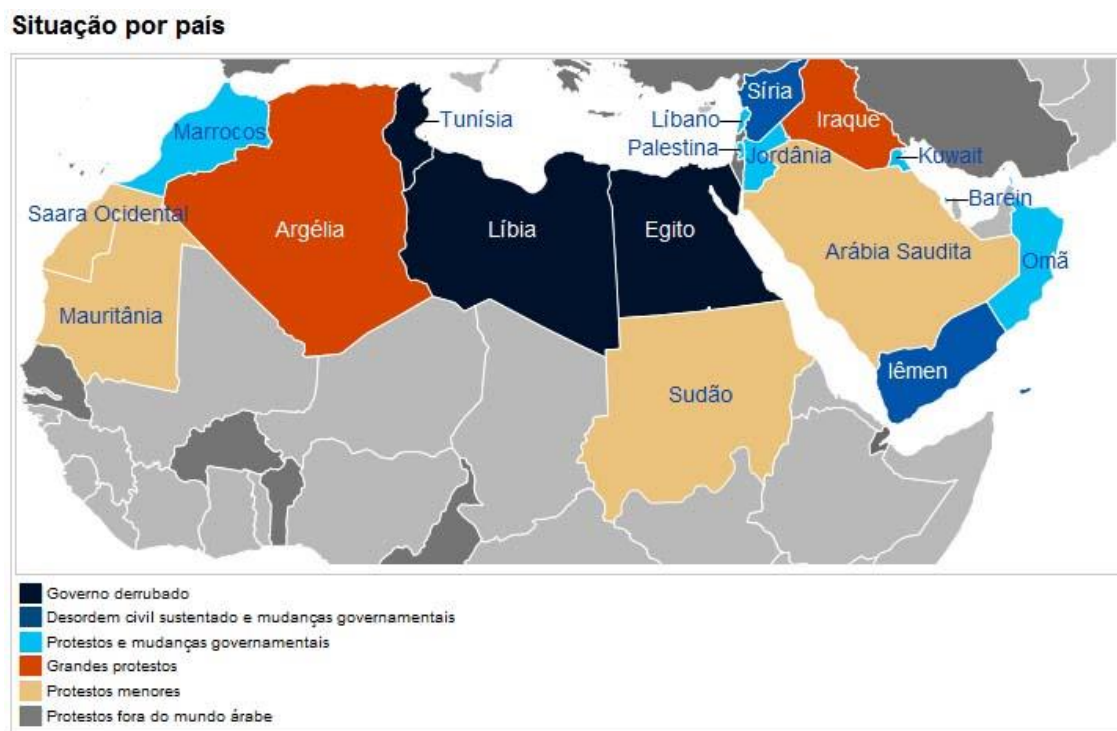 Situação por país
Síria
Líbano
Iraque
Tunísia
Marrocos
Palestina
Jordânia
Kuwait
Barein
Saara Ocidental
Argélia
Líbia
Egito
Arábia Saudita
Omã
Mauritânia
Iêmen
Sudão
Governo derrubado
Desordem civil sustentado e mudanças governamentais
Protestos e mudanças governamentais
Grandes protestos
Protestos menores
Protestos fora do mundo árabe